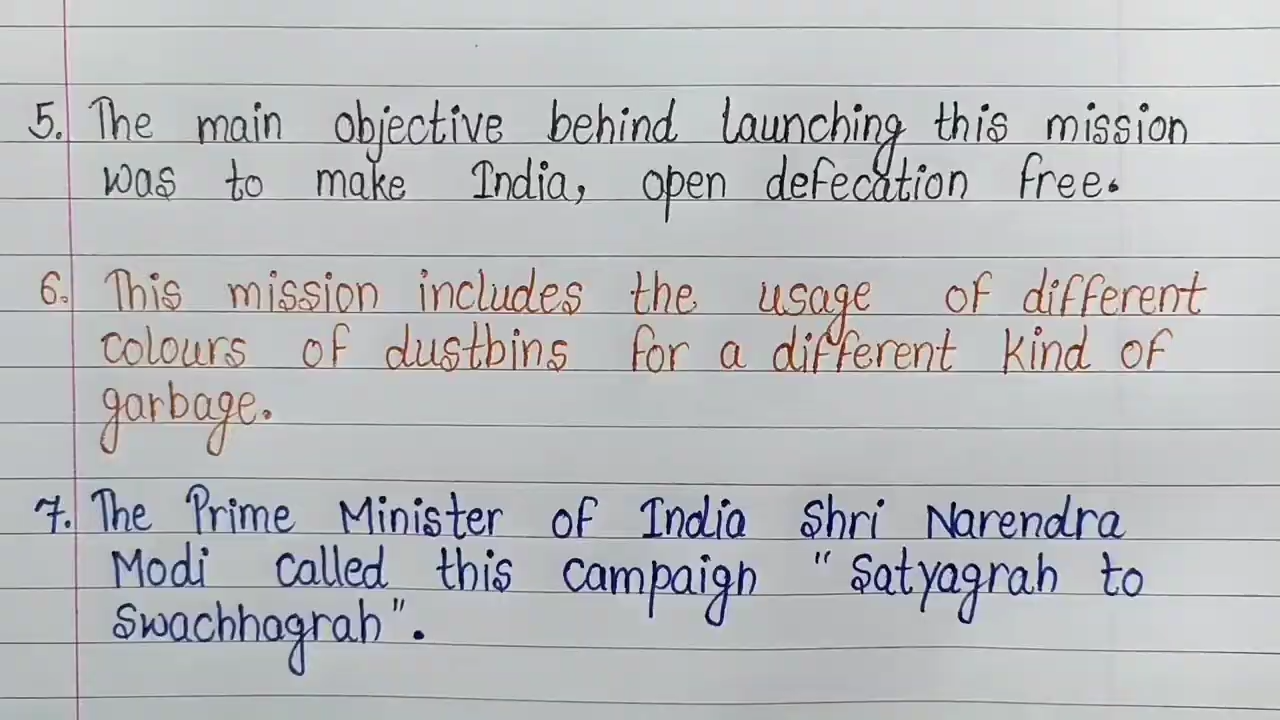 5. The main objective behind launching this mission
was to make India, open defecation free.
6. This mission includes the usage of different
colours of dustbins for a different kind of
garbage.
7. The Prime Minister of India Shri Narendra
Modi called this campaign "Satyagrah to
Swachhagrah".